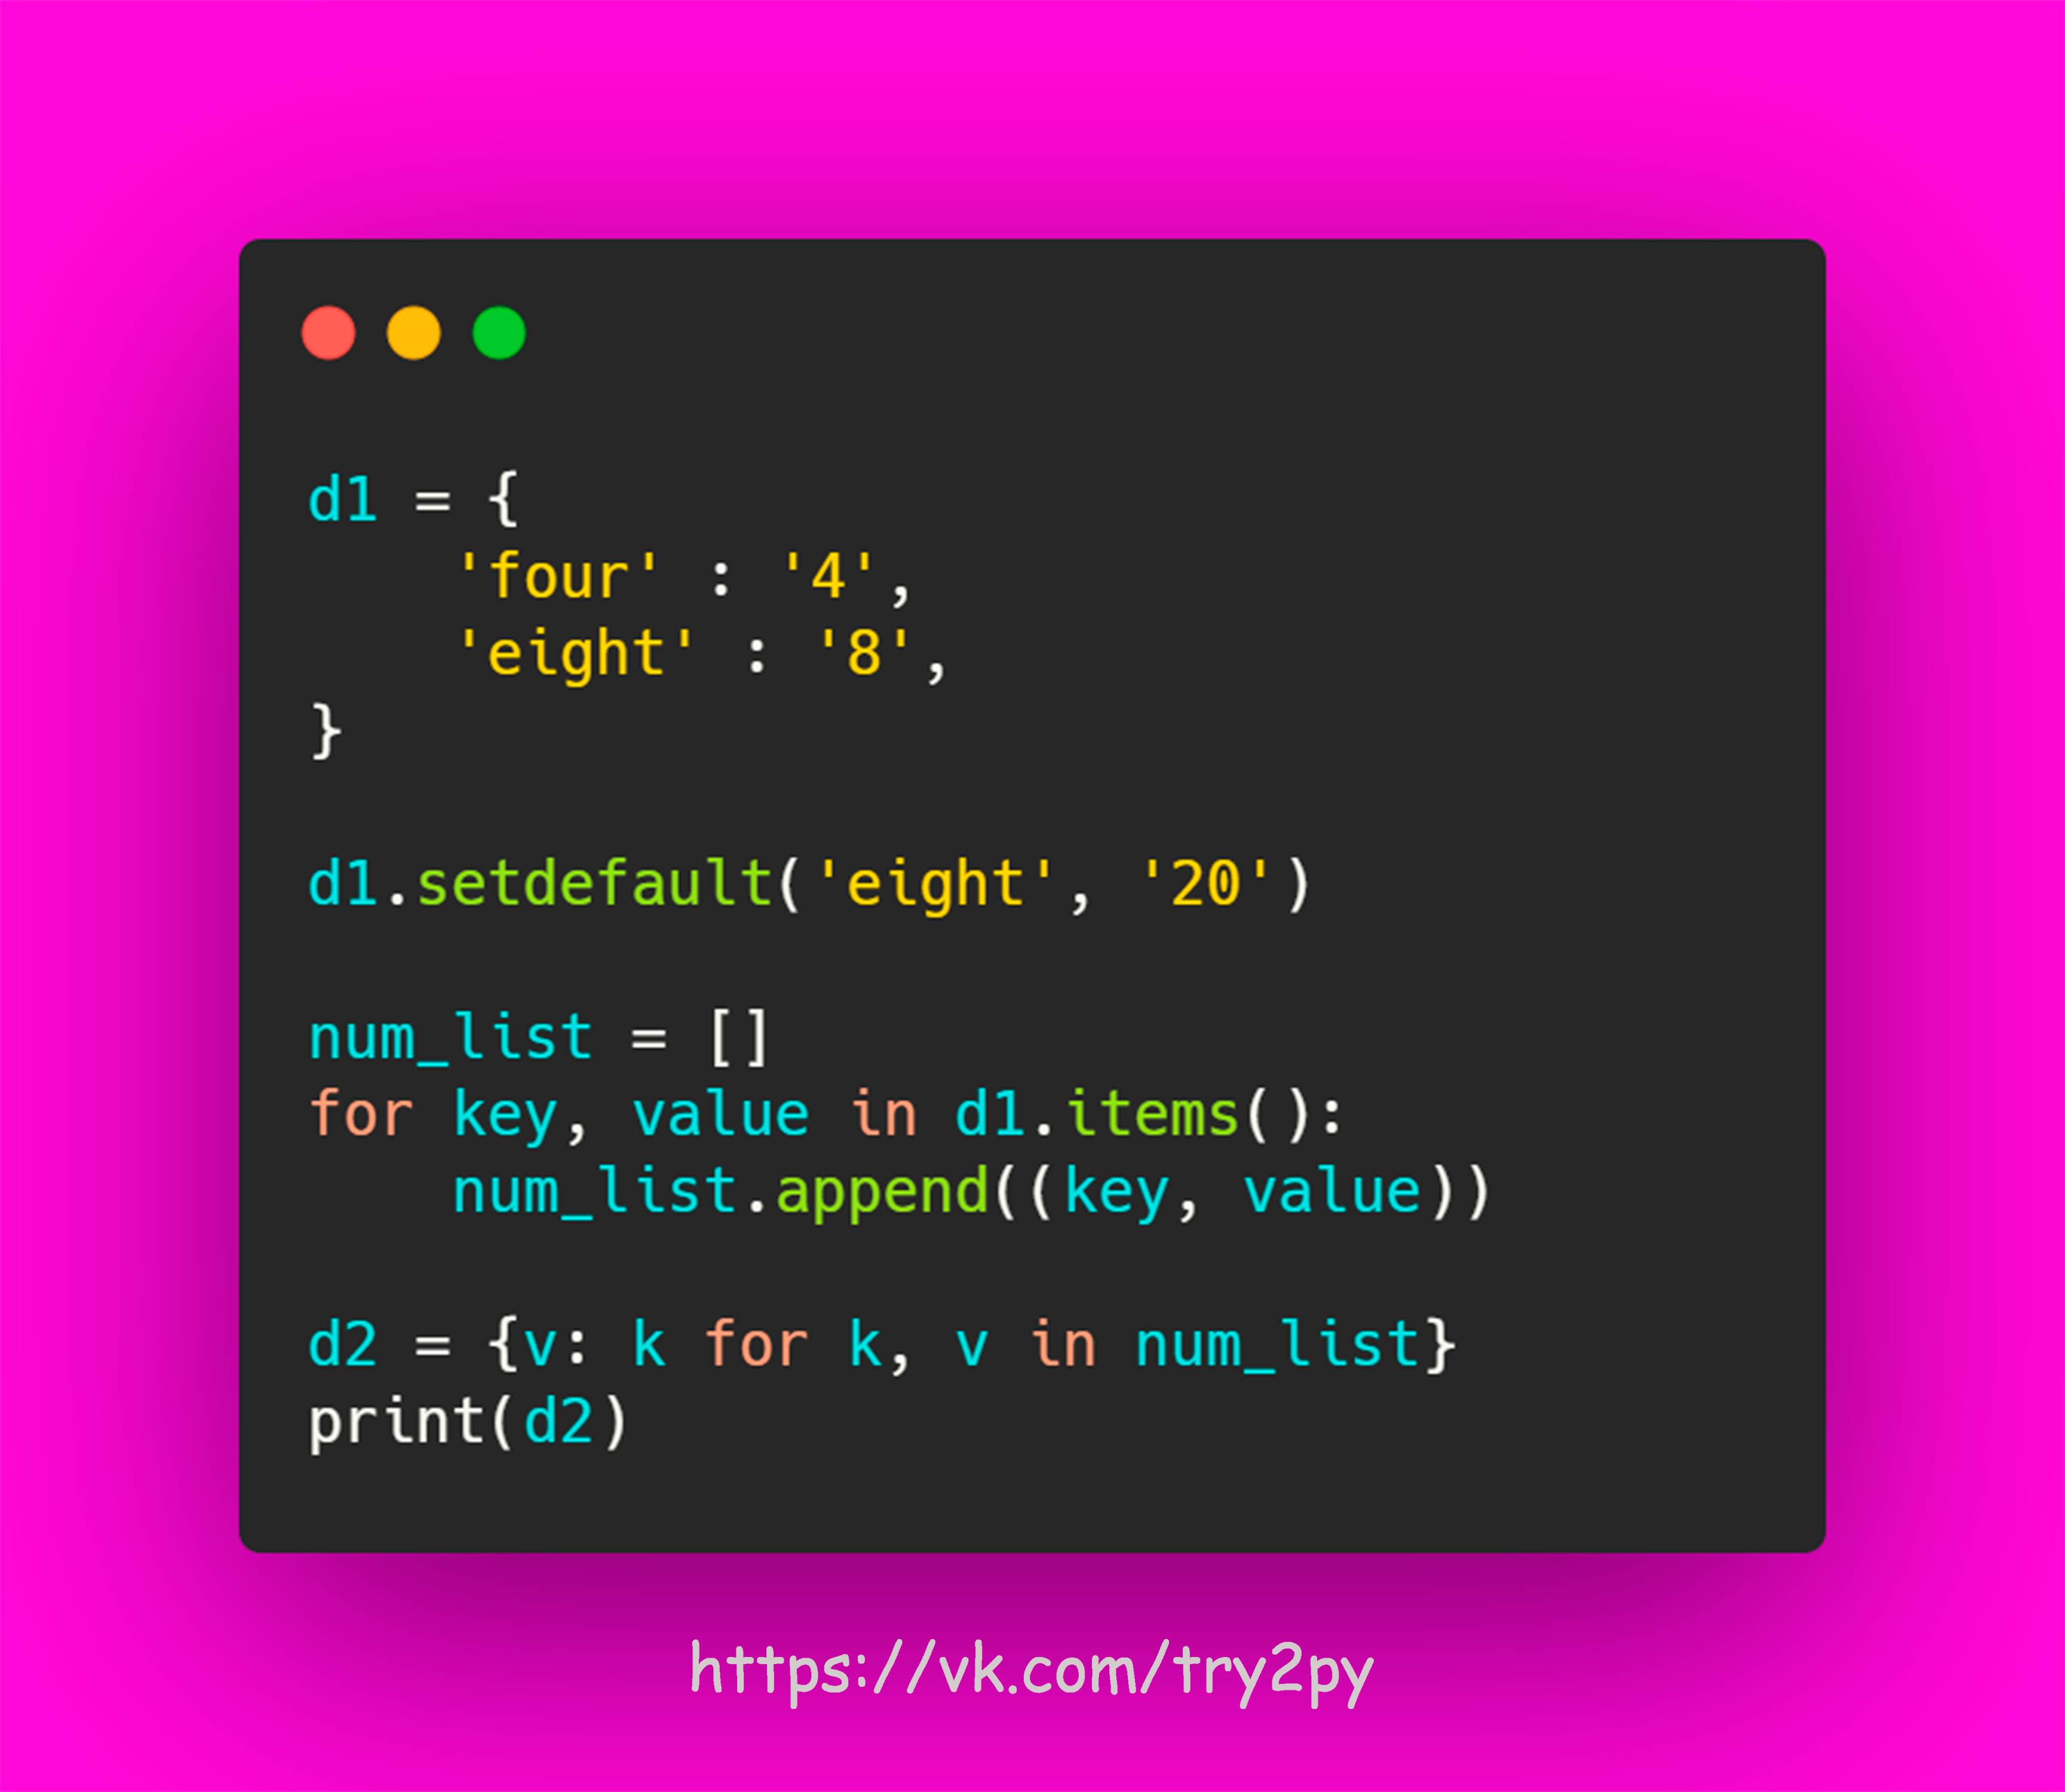 d1 = {
    'four' : '4',
    'eight' : '8',
}
d1.setdefault('eight', '20')
num_list = []
for key, value in d1.items():
    num_list.append((key, value))
d2 = {v: k for k, v in num_list}
print(d2)
https://vk.com/try2py